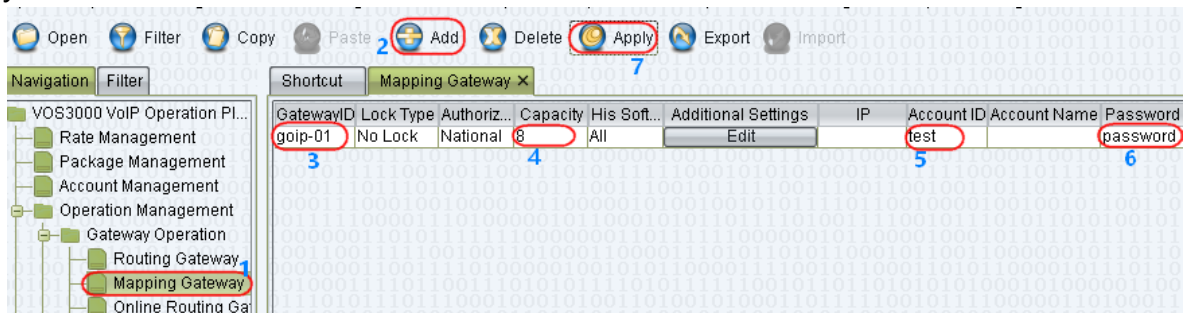 Open Filter Copy Paste 2 Add Delete Apply Export Import
7
Navigation Filter Shortcut Mapping Gateway ×
VOS3000 VoIP Operation Pl...
Rate Management
Package Management
Account Management
Operation Management
Gateway Operation
Routing Gateway
1
Mapping Gateway
Online Routing Ga
GatewayID Lock Type Authoriz... Capacity His Soft... Additional Settings IP Account ID Account Name Password
goip-01 No Lock National 8 All Edit test password
3 4 5 6